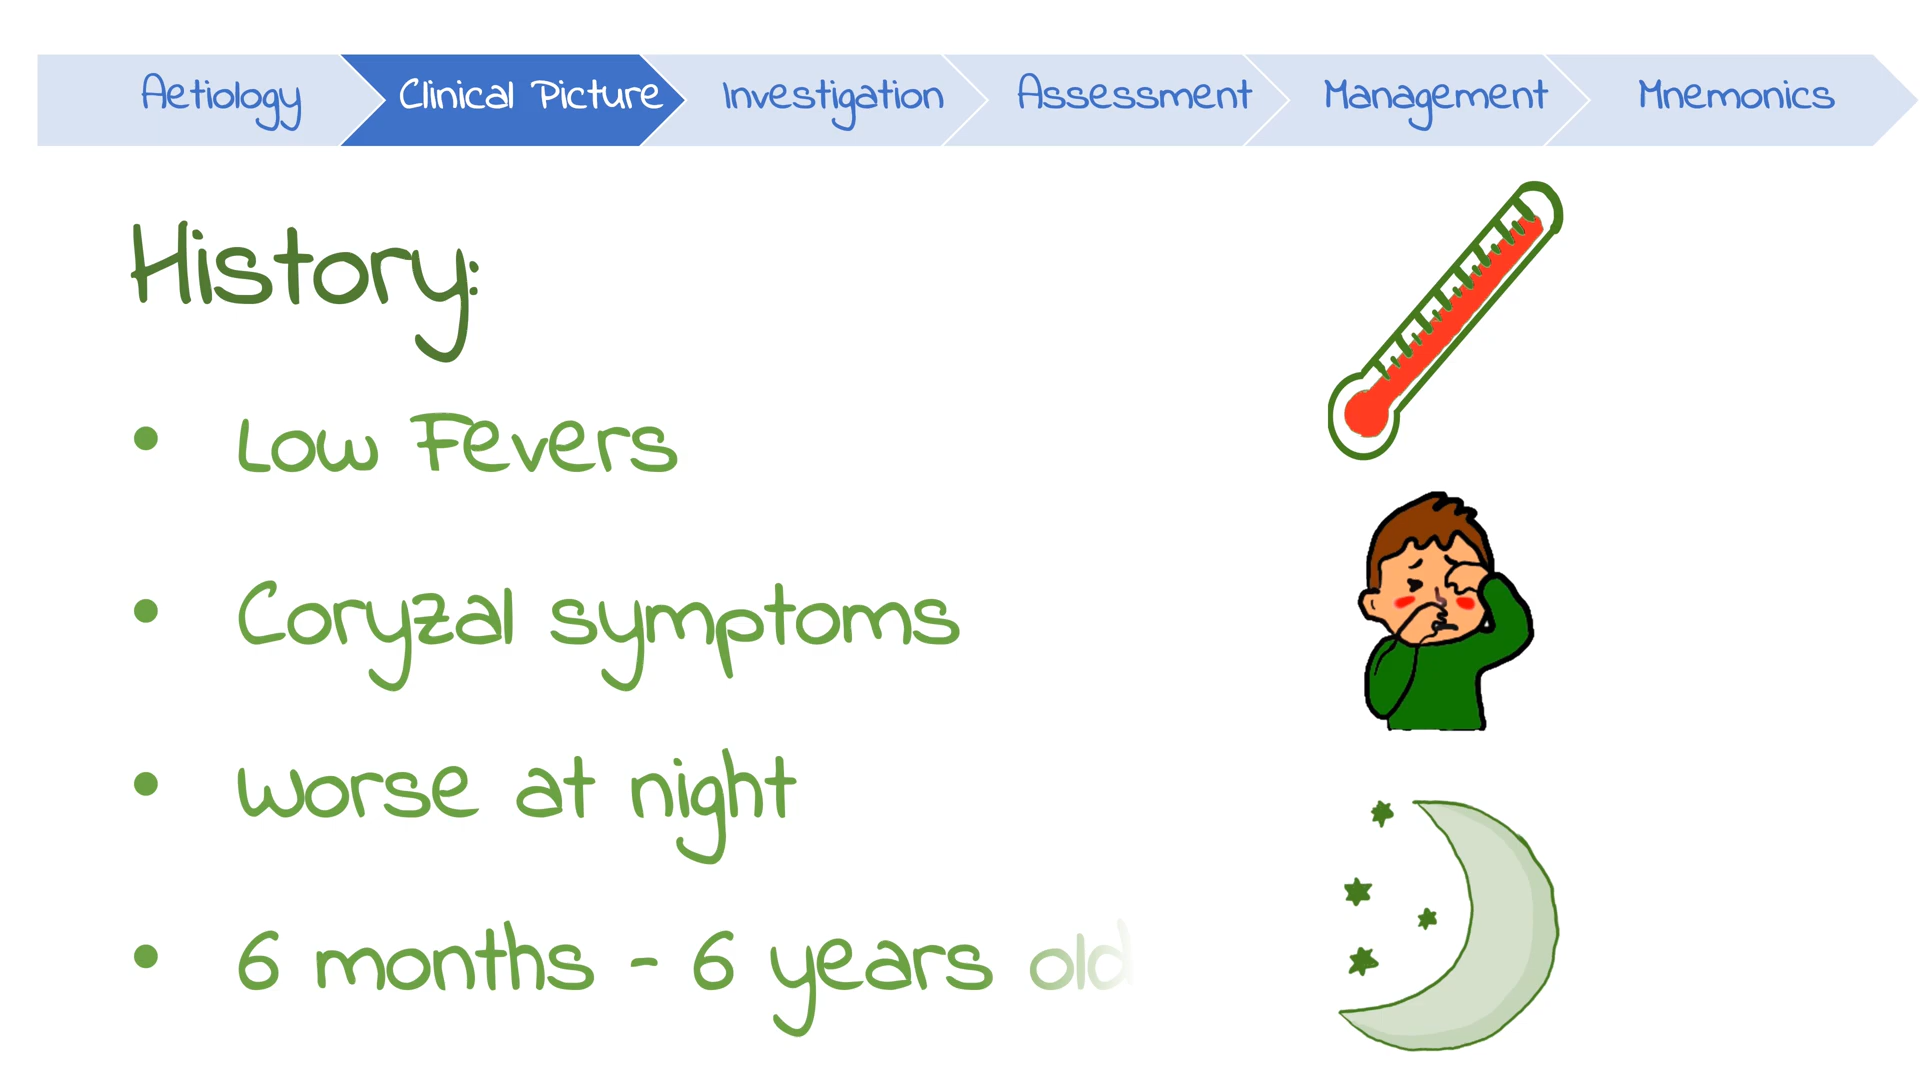 Aetiology
Clinical Picture
Investigation
Assessment
Management
Mnemonics
History:
• Low Fevers
• Coryzal symptoms
• Worse at night
• 6 months - 6 years old